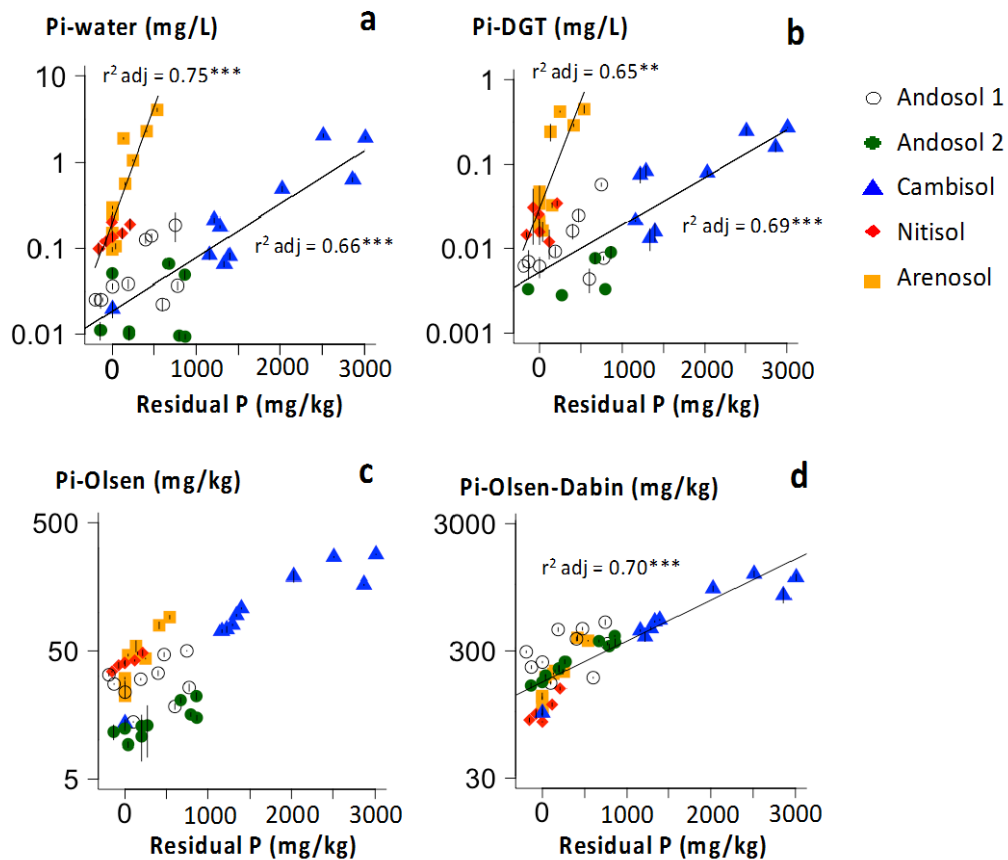 Pi-water (mg/L)
a
10
1
0.1
0.01
r² adj = 0.75***
r² adj = 0.66***
0 1000 2000 3000
Residual P (mg/kg)
Pi-DGT (mg/L)
b
1
0.1
0.01
0.001
r² adj = 0.65**
r² adj = 0.69***
0 1000 2000 3000
Residual P (mg/kg)
Andosol 1
Andosol 2
Cambisol
Nitisol
Arenosol
Pi-Olsen (mg/kg)
c
500
50
5
0 1000 2000 3000
Residual P (mg/kg)
Pi-Olsen-Dabin (mg/kg)
d
3000
300
30
r² adj = 0.70***
0 1000 2000 3000
Residual P (mg/kg)